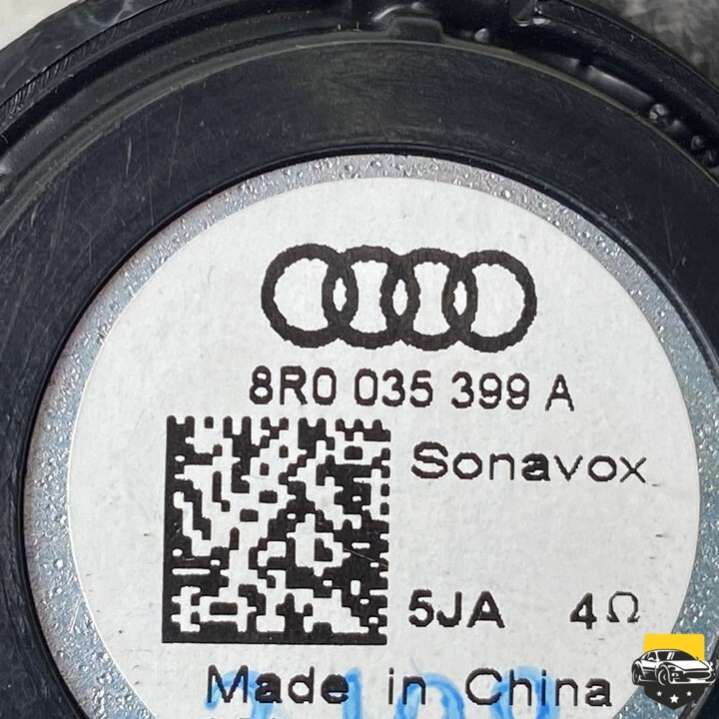 8R0 035 399 A
Sonavox
5JA 4Ω
Made in China